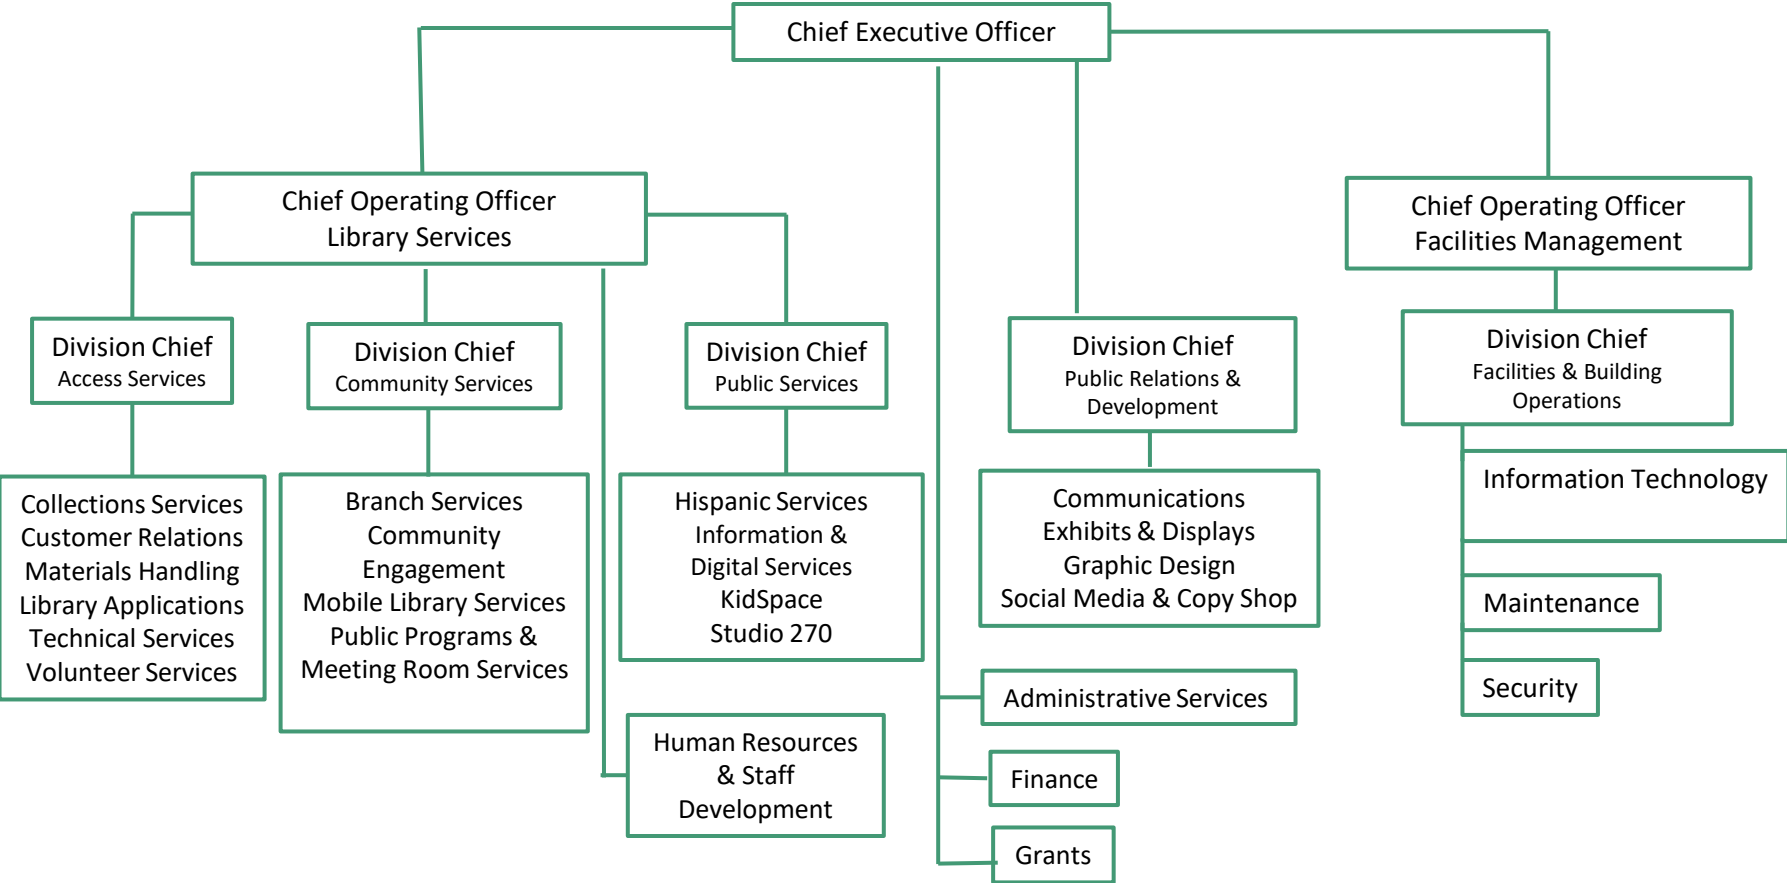 Chief Executive Officer
Chief Operating Officer
Library Services
Chief Operating Officer
Facilities Management
Division Chief
Access Services
Division Chief
Community Services
Division Chief
Public Services
Division Chief
Public Relations &
Development
Division Chief
Facilities & Building
Operations
Collections Services
Customer Relations
Materials Handling
Library Applications
Technical Services
Volunteer Services
Branch Services
Community
Engagement
Mobile Library Services
Public Programs &
Meeting Room Services
Hispanic Services
Information &
Digital Services
KidSpace
Studio 270
Communications
Exhibits & Displays
Graphic Design
Social Media & Copy Shop
Information Technology
Maintenance
Security
Human Resources
& Staff
Development
Administrative Services
Finance
Grants